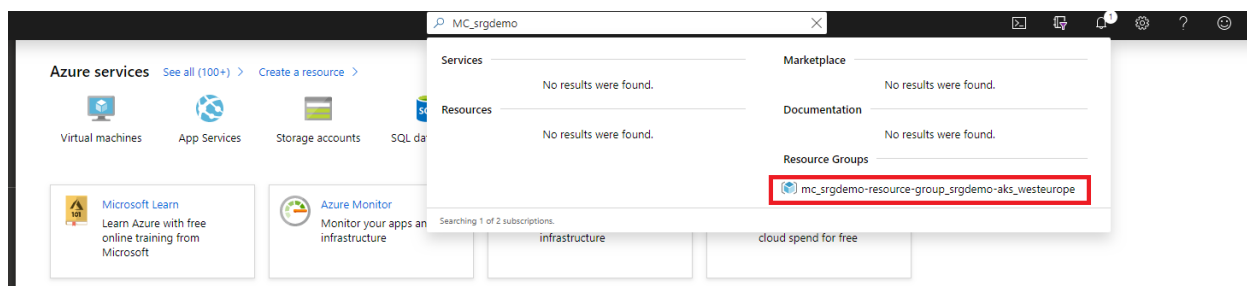 MC_srgdemo
1
Azure services See all (100+) > Create a resource >
Virtual machines
App Services
Storage accounts
SQL da
Services
No results were found.
Resources
No results were found.
Marketplace
No results were found.
Documentation
No results were found.
Resource Groups
mc_srgdemo-resource-group_srgdemo-aks_westeurope
Searching 1 of 2 subscriptions.
101
Microsoft Learn
Learn Azure with free
online training from
Microsoft
Azure Monitor
Monitor your apps an
infrastructure
infrastructure
cloud spend for free